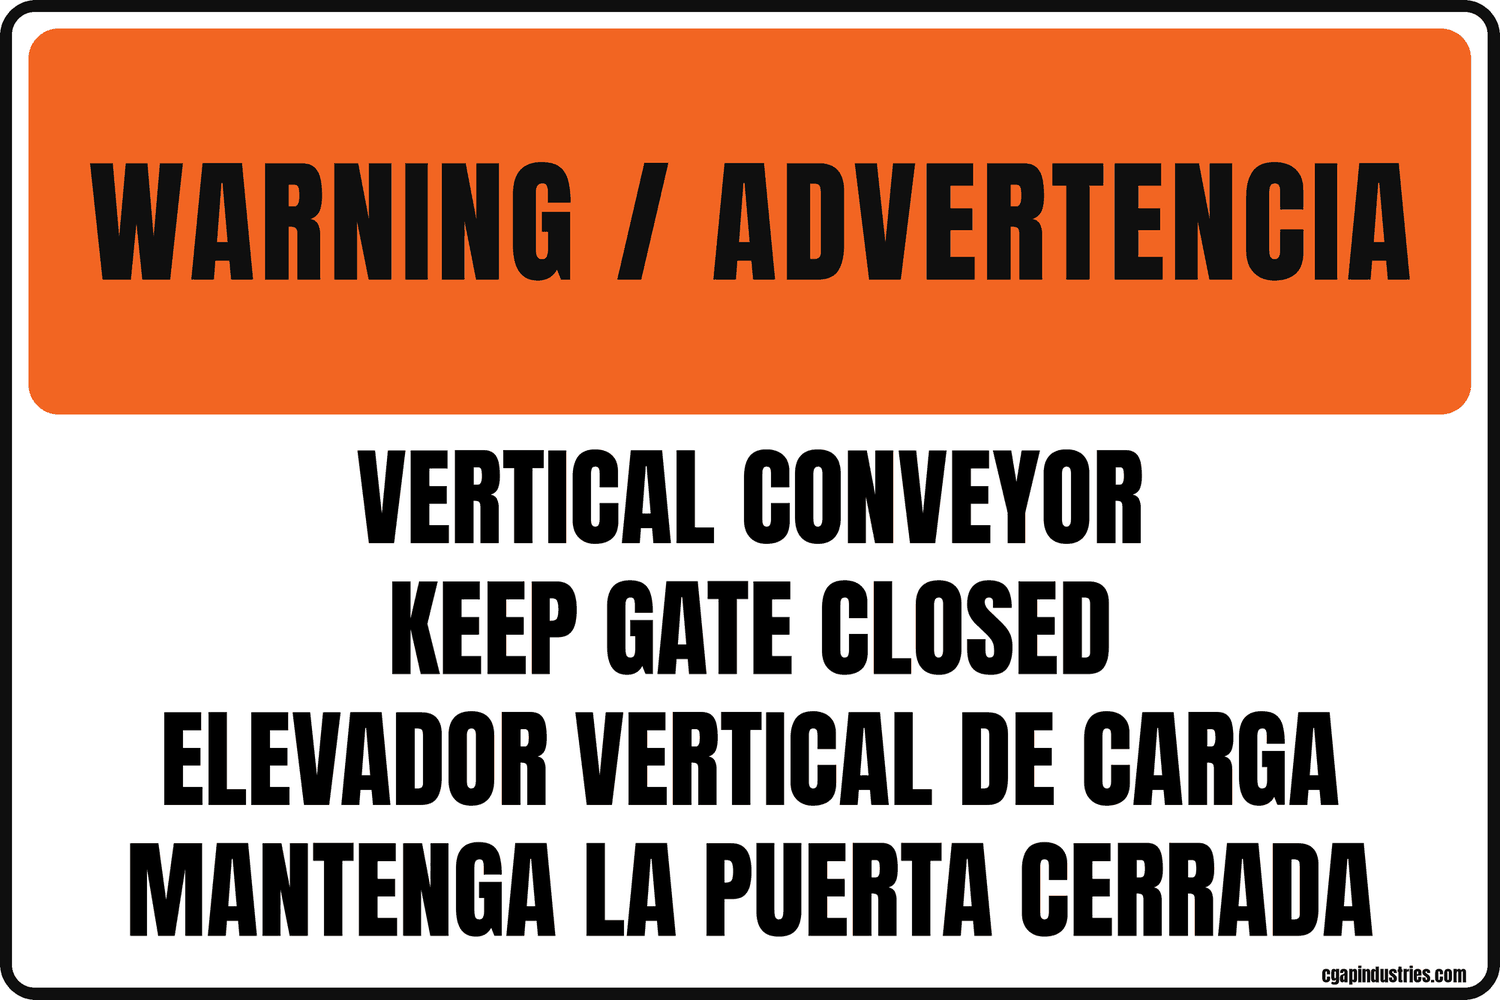 WARNING / ADVERTENCIA
VERTICAL CONVEYOR
KEEP GATE CLOSED
ELEVADOR VERTICAL DE CARGA
MANTENGA LA PUERTA CERRADA
cgapindustries.com